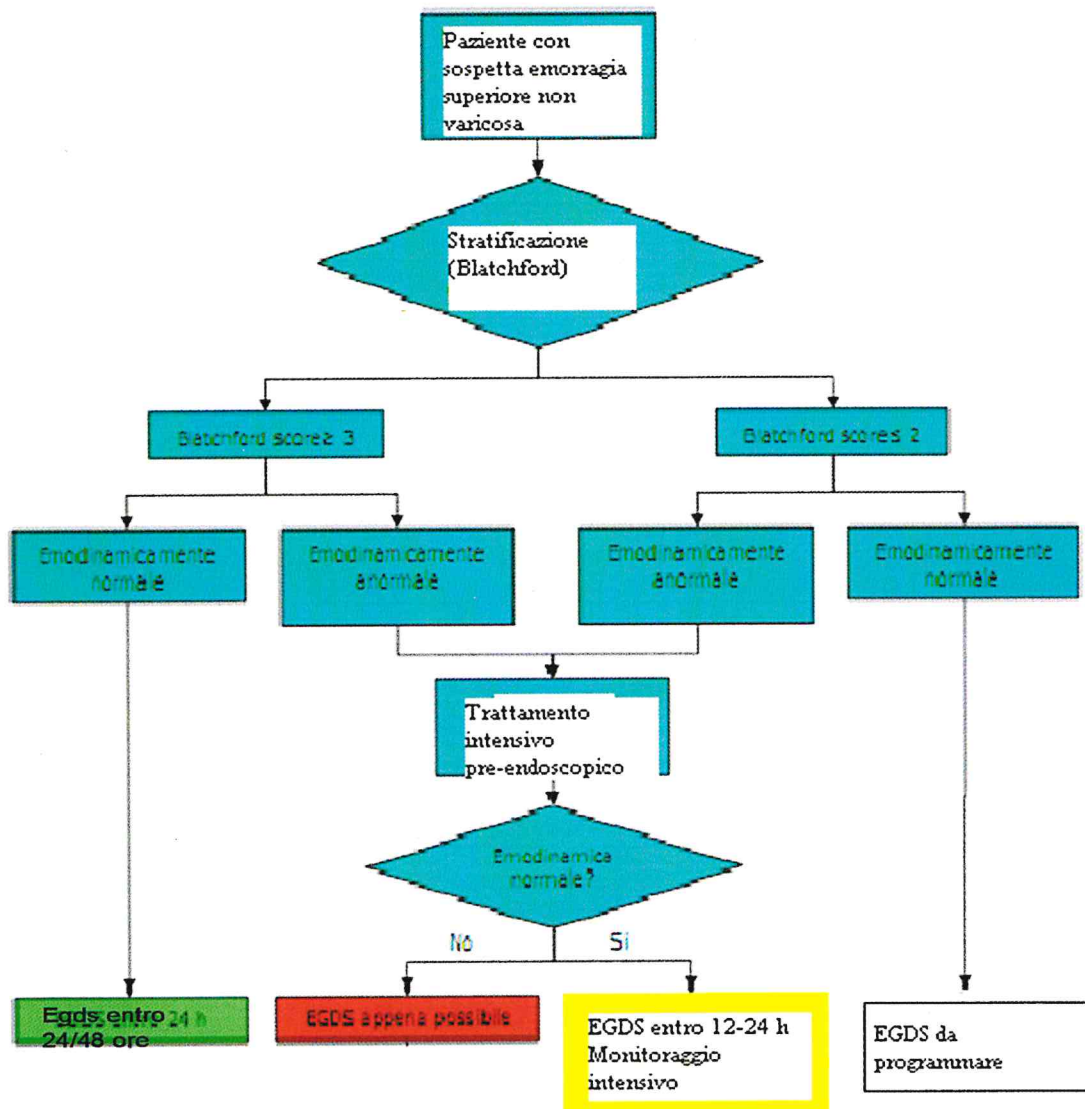 Paziente con
sospetta emorragia
superiore non
varicosa
Stratificazione
(Blatchford)
Blatchford score≥ 3
Blatchford score≤ 2
Emodinamicamente
normale
Emodinamicamente
anormale
Emodinamicamente
anormale
Emodinamicamente
normale
Trattamento
intensivo
pre-endoscopico
Emodinamica
normale?
No
Si
Egds entro
24/48 ore
EGDS appena possibile
EGDS entro 12-24 h
Monitoraggio
intensivo
EGDS da
programmare